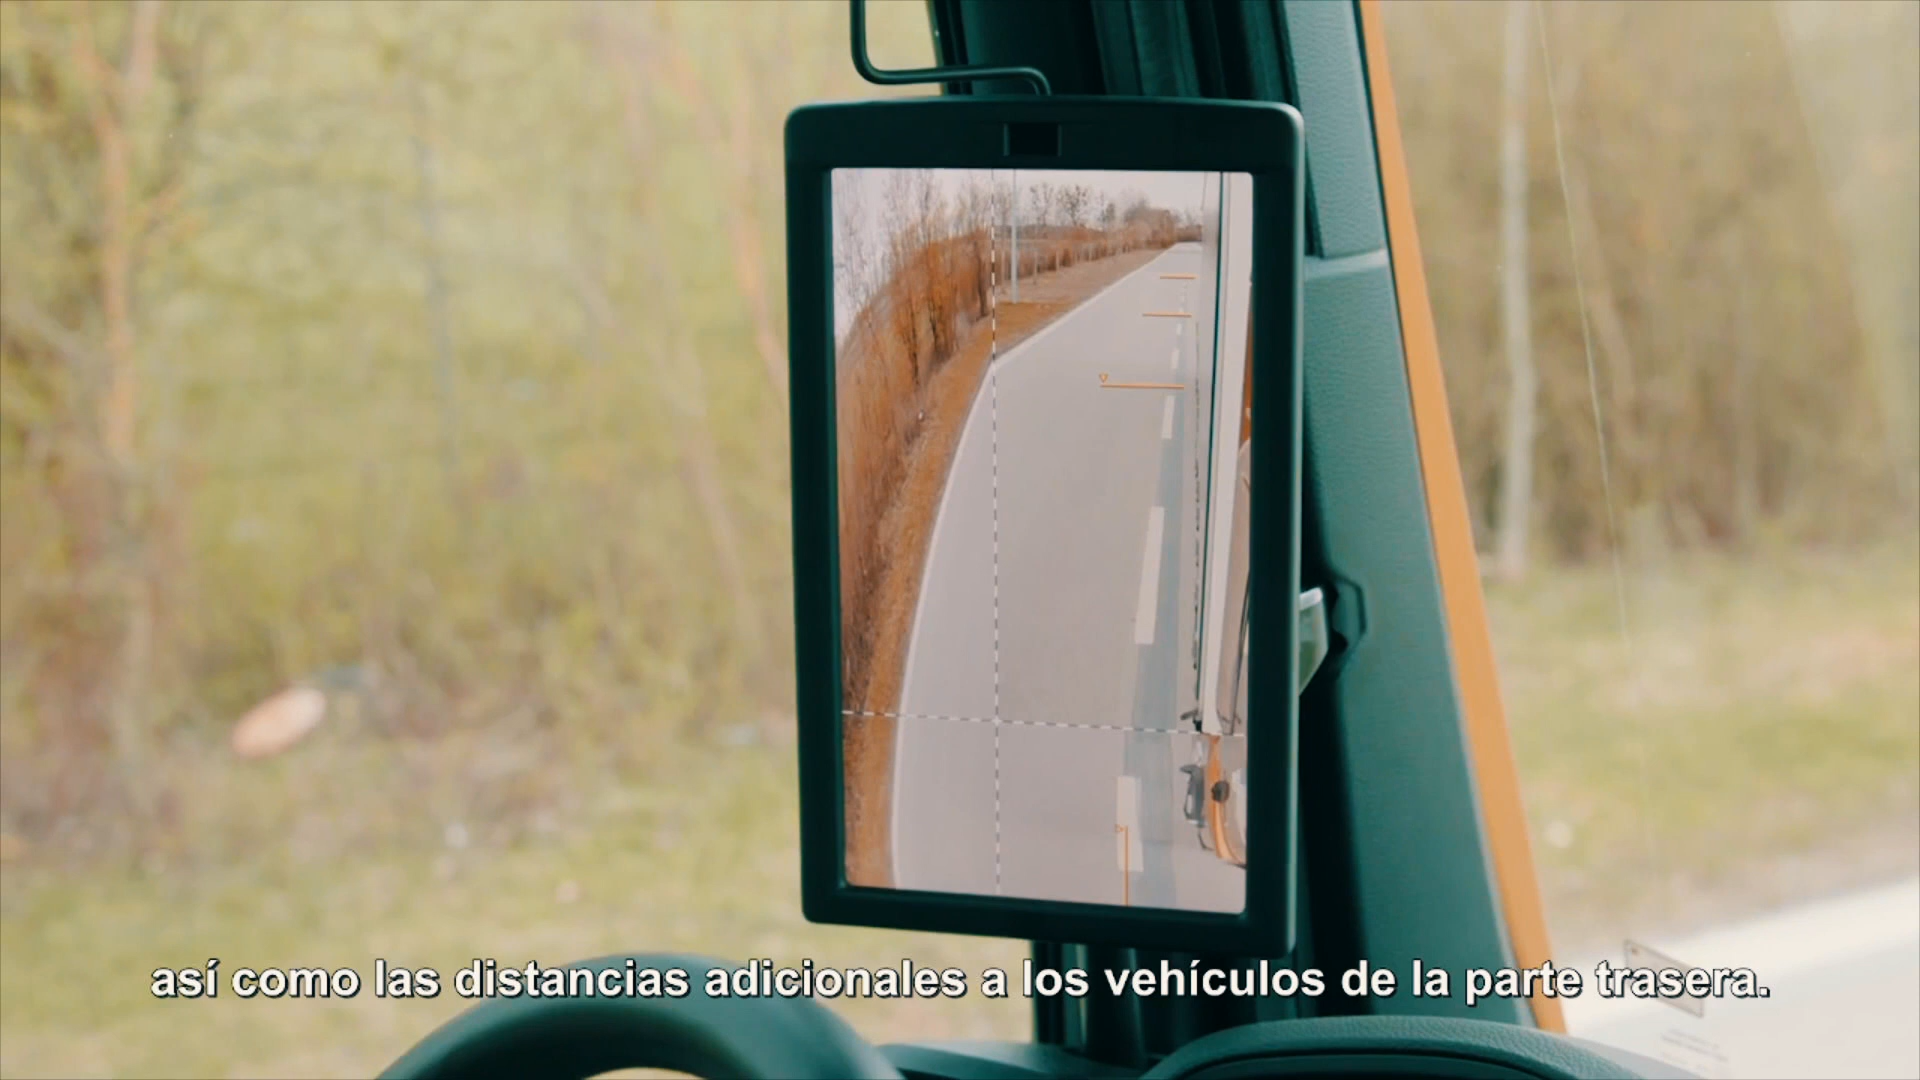 así como las distancias adicionales a los vehículos de la parte trasera.